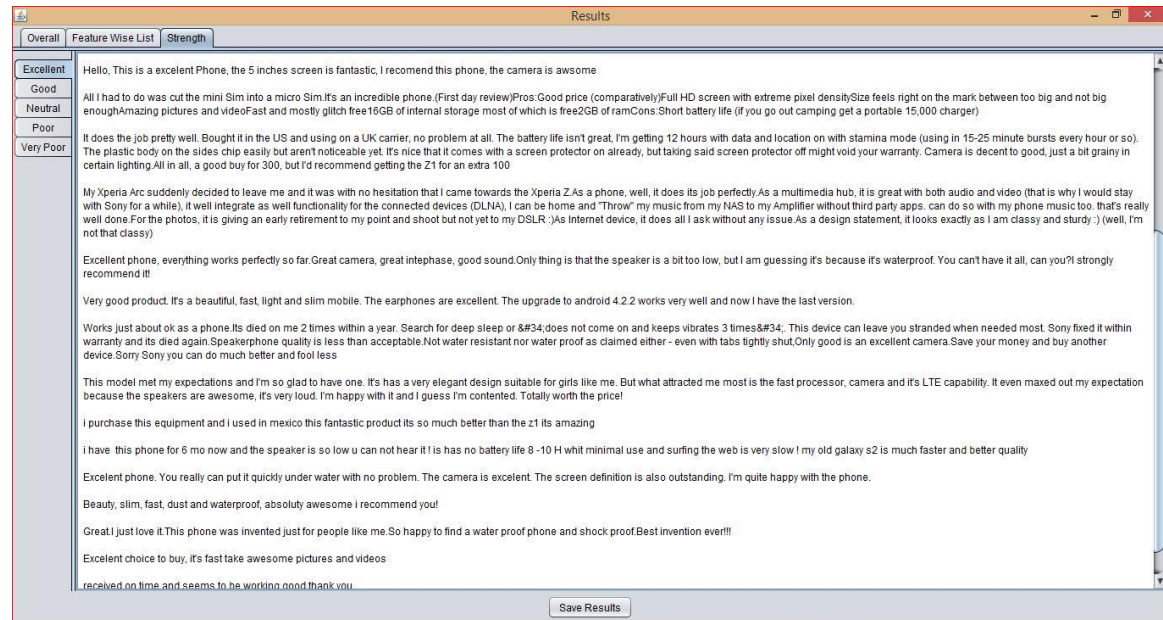 Results
Overall Feature Wise List Strength
Excellent
Good
Neutral
Poor
Very Poor
Hello, This is a excelent Phone, the 5 inches screen is fantastic, I recomend this phone, the camera is awsome
All I had to do was cut the mini Sim into a micro Sim.It's an incredible phone.(First day review)Pros:Good price (comparatively)Full HD screen with extreme pixel densitySize feels right on the mark between too big and not big
enoughAmazing pictures and videoFast and mostly glitch free16GB of internal storage most of which is free2GB of ramCons:Short battery life (if you go out camping get a portable 15,000 charger)
It does the job pretty well. Bought it in the US and using on a UK carrier, no problem at all. The battery life isn't great, I'm getting 12 hours with data and location on with stamina mode (using in 15-25 minute bursts every hour or so).
The plastic body on the sides chip easily but aren't noticeable yet. It's nice that it comes with a screen protector on already, but taking said screen protector off might void your warranty. Camera is decent to good, just a bit grainy in
certain lighting.All in all, a good buy for 300, but I'd recommend getting the Z1 for an extra 100
My Xperia Arc suddenly decided to leave me and it was with no hesitation that I came towards the Xperia Z.As a phone, well, it does its job perfectly.As a multimedia hub, it is great with both audio and video (that is why I would stay
with Sony for a while), it well integrate as well functionality for the connected devices (DLNA), I can be home and "Throw" my music from my NAS to my Amplifier without third party apps. can do so with my phone music too. that's really
well done.For the photos, it is giving an early retirement to my point and shoot but not yet to my DSLR :)As Internet device, it does all I ask without any issue.As a design statement, it looks exactly as I am classy and sturdy :) (well, I'm
not that classy)
Excellent phone, everything works perfectly so far.Great camera, great intephase, good sound.Only thing is that the speaker is a bit too low, but I am guessing it's because it's waterproof. You can't have it all, can you?I strongly
recommend it!
Very good product. It's a beautiful, fast, light and slim mobile. The earphones are excellent. The upgrade to android 4.2.2 works very well and now I have the last version.
Works just about ok as a phone.Its died on me 2 times within a year. Search for deep sleep or &#34;does not come on and keeps vibrates 3 times&#34;. This device can leave you stranded when needed most. Sony fixed it within
warranty and its died again.Speakerphone quality is less than acceptable.Not water resistant nor water proof as claimed either - even with tabs tightly shut,Only good is an excellent camera.Save your money and buy another
device.Sorry Sony you can do much better and fool less
This model met my expectations and I'm so glad to have one. It's has a very elegant design suitable for girls like me. But what attracted me most is the fast processor, camera and it's LTE capability. It even maxed out my expectation
because the speakers are awesome, it's very loud. I'm happy with it and I guess I'm contented. Totally worth the price!
i purchase this equipment and i used in mexico this fantastic product its so much better than the z1 its amazing
i have this phone for 6 mo now and the speaker is so low u can not hear it ! is has no battery life 8 -10 H whit minimal use and surfing the web is very slow ! my old galaxy s2 is much faster and better quality
Excelent phone. You really can put it quickly under water with no problem. The camera is excelent. The screen definition is also outstanding. I'm quite happy with the phone.
Beauty, slim, fast, dust and waterproof, absoluty awesome i recommend you!
Great.I just love it.This phone was invented just for people like me.So happy to find a water proof phone and shock proof.Best invention ever!!!
Excelent choice to buy, it's fast take awesome pictures and videos
received on time and seems to be working good thank you
Save Results